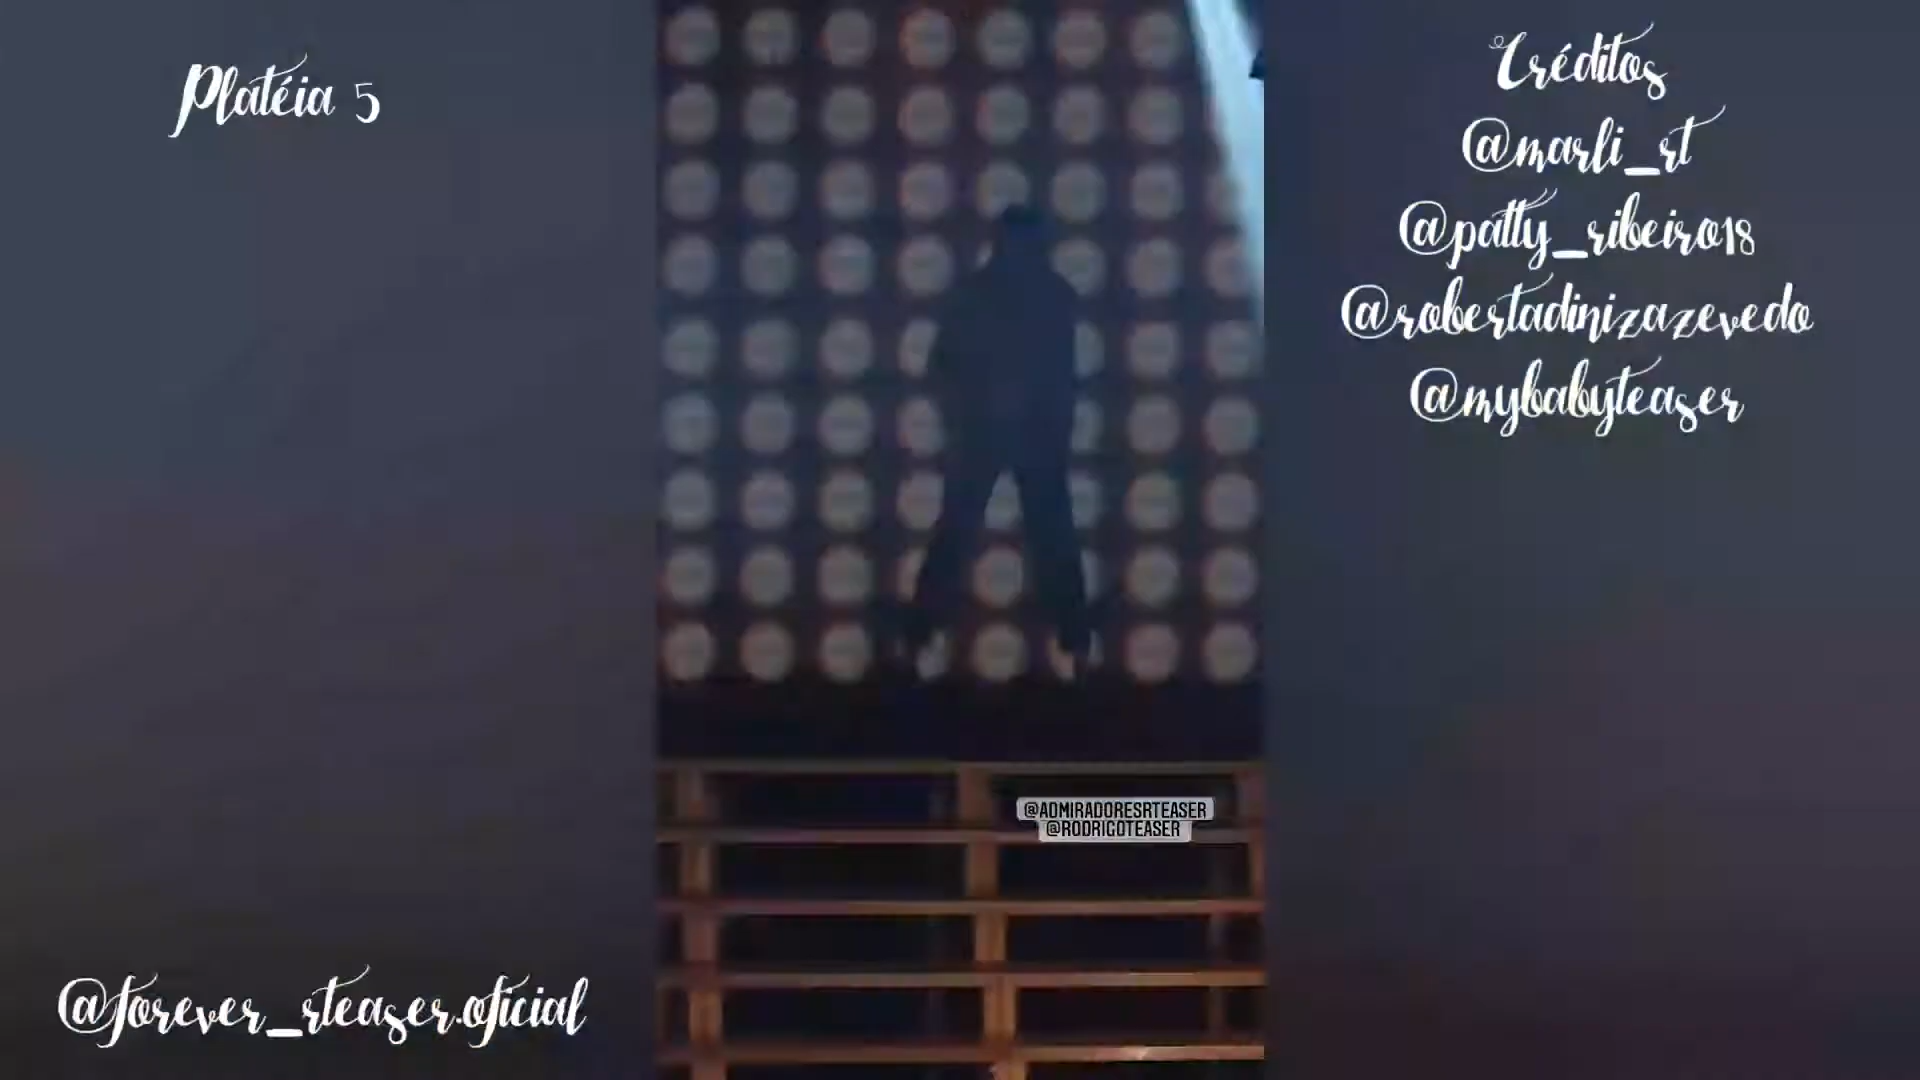 Platéia 5
Créditos
@marli_rt
@patty_ribeiro18
@robertadinizazevedo
@mybabyteaser
@ADMIRADORESRTEASER
@RODRIGOTEASER
@forever_rteaser.oficial